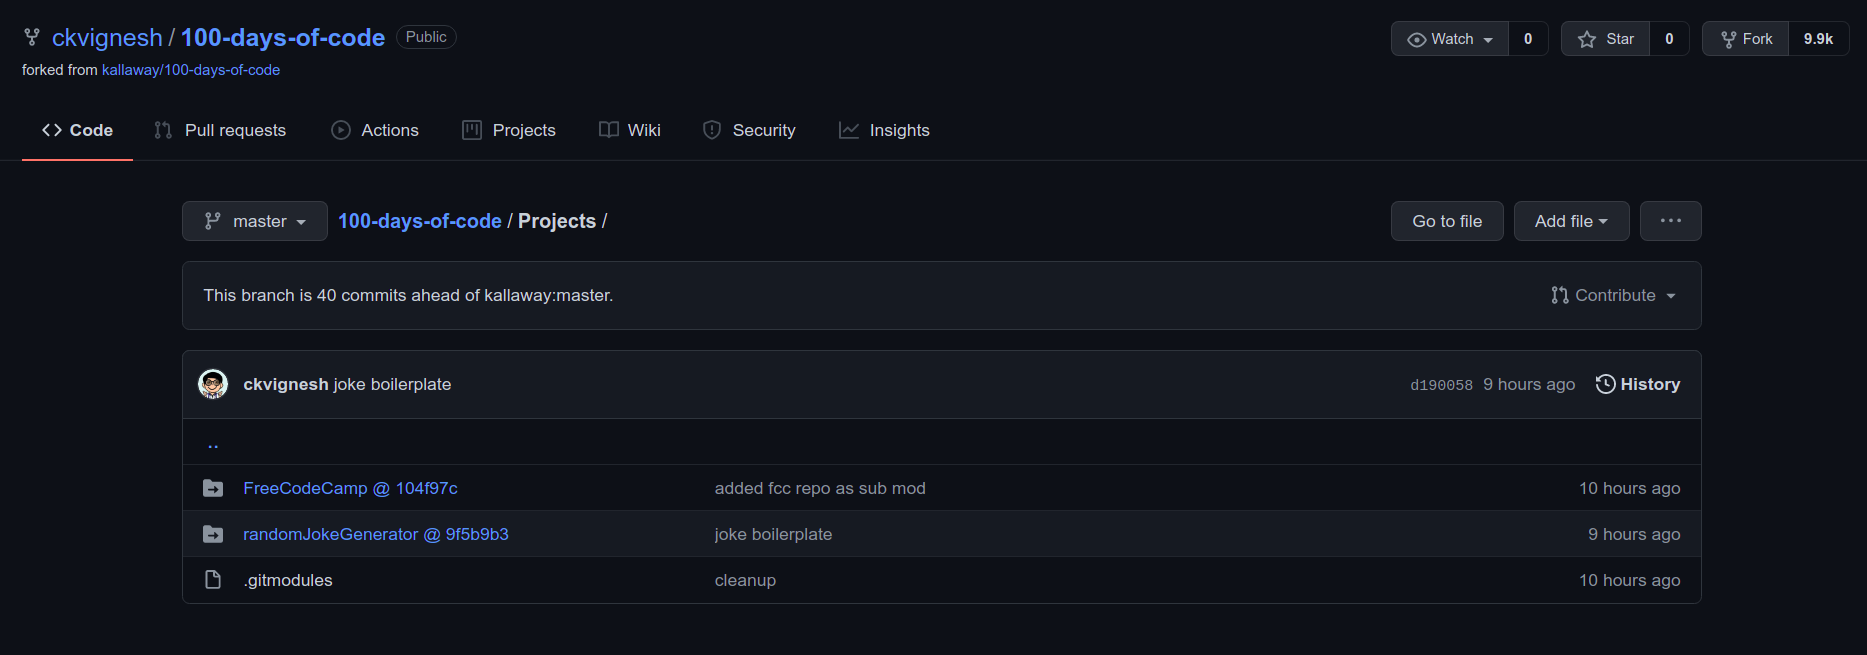 ckvignesh / 100-days-of-code Public Watch 0 Star 0 Fork 9.9k
forked from kallaway/100-days-of-code
Code Pull requests Actions Projects Wiki Security Insights
master 100-days-of-code / Projects / Go to file Add file ...
This branch is 40 commits ahead of kallaway:master. Contribute
ckvignesh joke boilerplate d190058 9 hours ago History
..
FreeCodeCamp @ 104f97c added fcc repo as sub mod 10 hours ago
randomJokeGenerator @ 9f5b9b3 joke boilerplate 9 hours ago
.gitmodules cleanup 10 hours ago